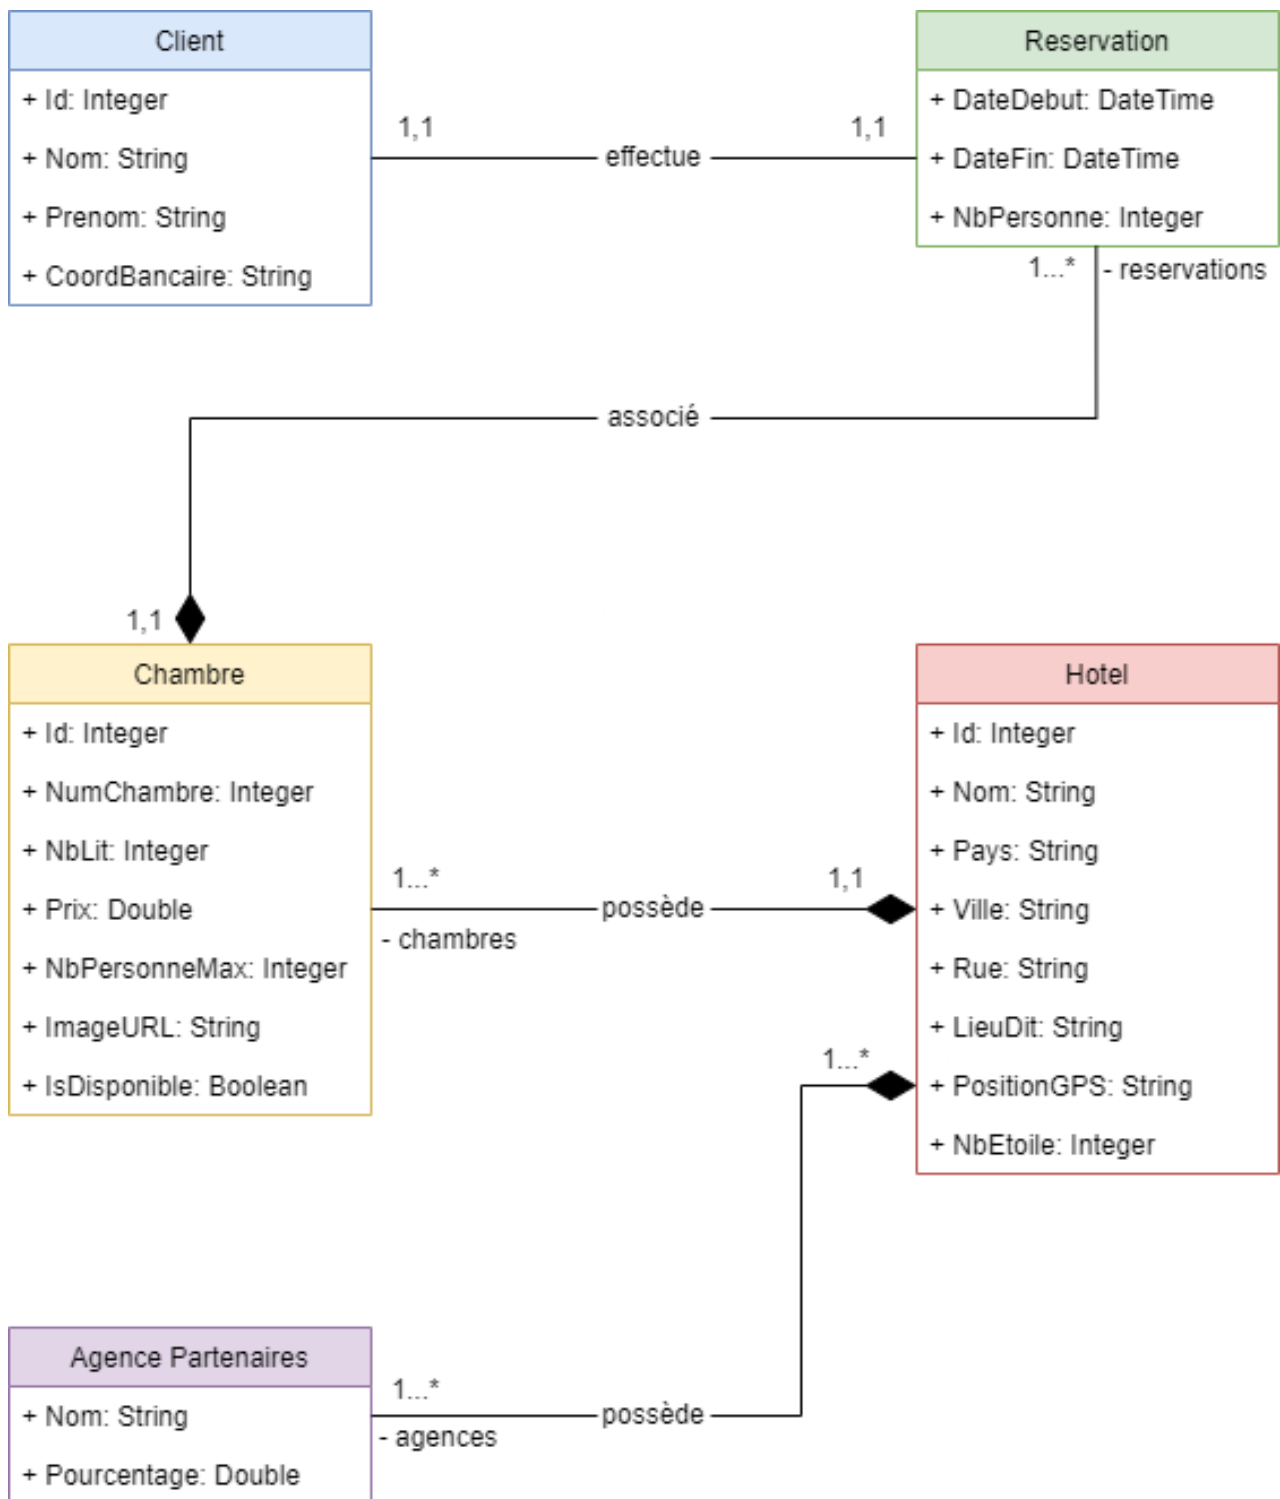 Client
+ Id: Integer
+ Nom: String
+ Prenom: String
+ CoordBancaire: String
1,1
effectue
1,1
Reservation
+ DateDebut: DateTime
+ DateFin: DateTime
+ NbPersonne: Integer
1...*
- reservations
associé
1,1
Chambre
+ Id: Integer
+ NumChambre: Integer
+ NbLit: Integer
+ Prix: Double
+ NbPersonneMax: Integer
+ ImageURL: String
+ IsDisponible: Boolean
1...*
- chambres
possède
1,1
Hotel
+ Id: Integer
+ Nom: String
+ Pays: String
+ Ville: String
+ Rue: String
+ LieuDit: String
+ PositionGPS: String
+ NbEtoile: Integer
1...*
Agence Partenaires
+ Nom: String
+ Pourcentage: Double
1...*
- agences
possède